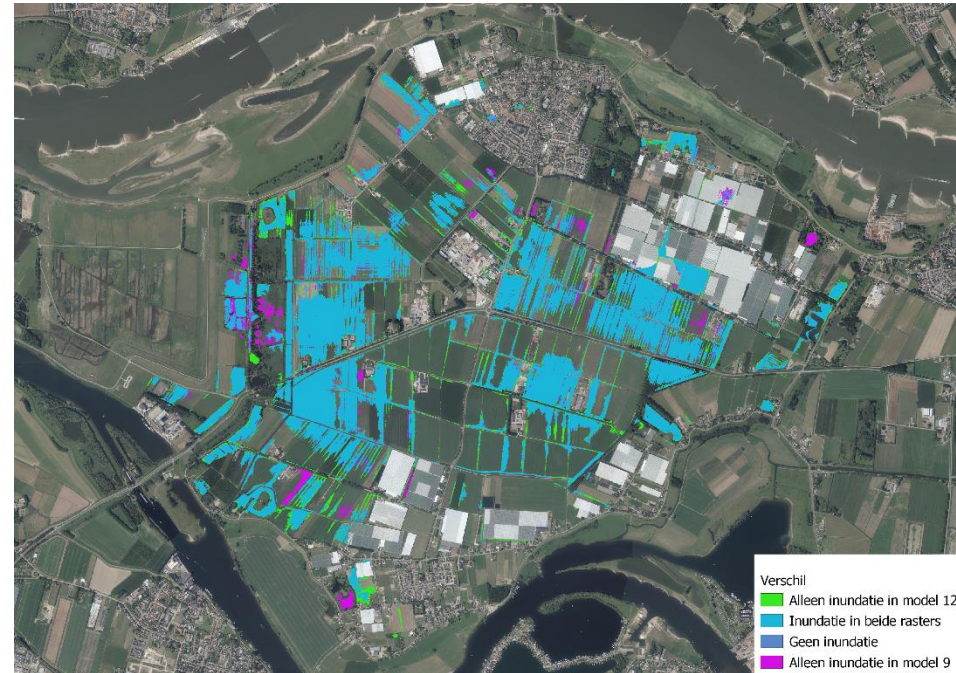 Verschil
Alleen inundatie in model 12
Inundatie in beide rasters
Geen inundatie
Alleen inundatie in model 9